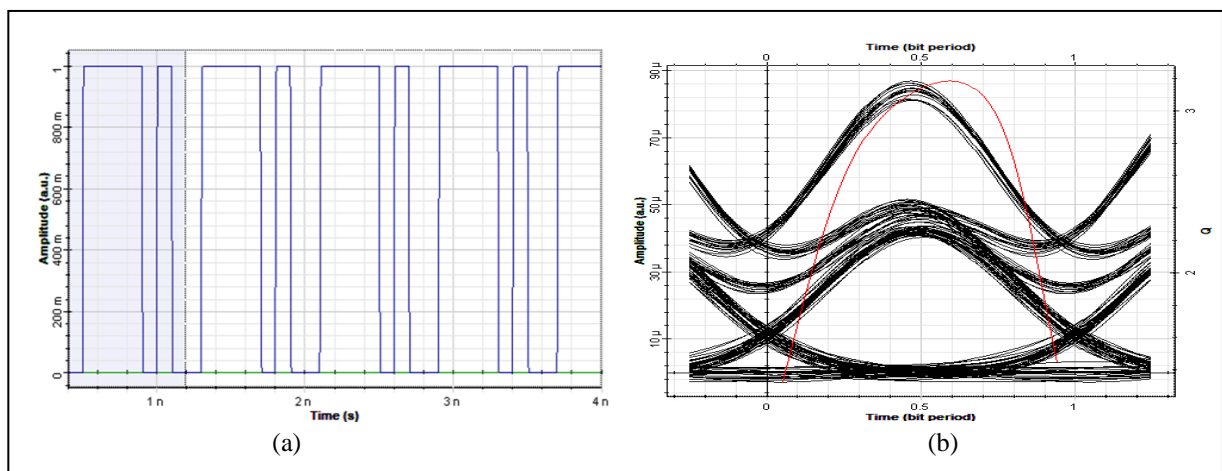 Amplitude (a.u.)
1
800 m
600 m
400 m
200 m
0
1 n
2 n
3 n
4 n
Time (s)
(a)
Time (bit period)
0
0.5
1
Amplitude (a.u.)
90 µ
70 µ
50 µ
30 µ
10 µ
3
2
Q
0
0.5
1
Time (bit period)
(b)